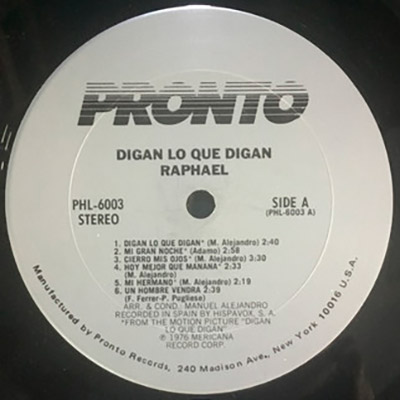 PRONTO
DIGAN LO QUE DIGAN
RAPHAEL
PHL-6003
STEREO
SIDE A
(PHL-6003 A)
1. DIGAN LO QUE DIGAN* (M. Alejandro) 2:40
2. MI GRAN NOCHE* (Adamo) 2:58
3. CIERRO MIS OJOS* (M. Alejandro) 3:30
4. HOY MEJOR QUE MANANA* 2:33
(M. Alejandro)
5. MI HERMANO* (M. Alejandro) 2:19
6. UN HOMBRE VENDRA 2:39
(F. Ferrer-P. Pugliese)
ARR. & COND: MANUEL ALEJANDRO
RECORDED IN SPAIN BY HISPAVOX, S. A.
*FROM THE MOTION PICTURE "DIGAN
LO QUE DIGAN"
℗ 1976 MERICANA
RECORD CORP.
Manufactured by Pronto Records, 240 Madison Ave., New York, New York 10016 U.S.A.